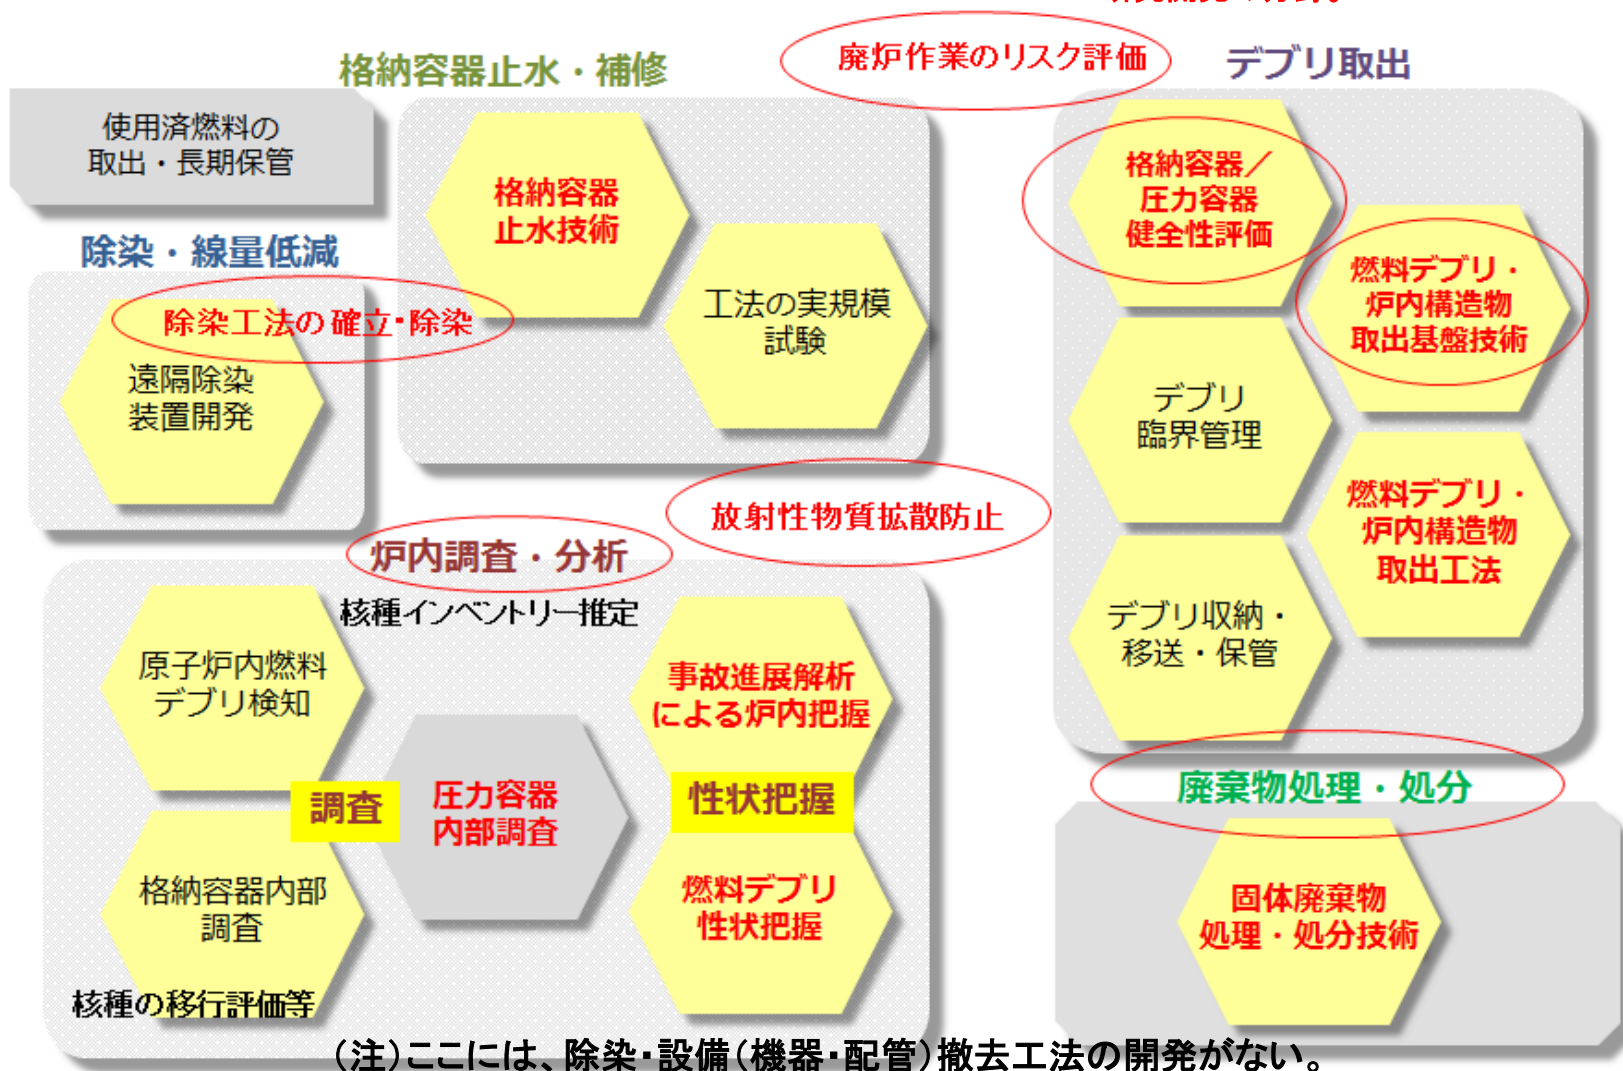 格納容器止水・補修
廃炉作業のリスク評価
デブリ取出
使用済燃料の
取出・長期保管
格納容器
止水技術
工法の実規模
試験
除染・線量低減
除染工法の確立・除染
遠隔除染
装置開発
格納容器／
圧力容器
健全性評価
燃料デブリ・
炉内構造物
取出基盤技術
デブリ
臨界管理
燃料デブリ・
炉内構造物
取出工法
デブリ収納・
移送・保管
放射性物質拡散防止
炉内調査・分析
核種インベントリー推定
原子炉内燃料
デブリ検知
事故進展解析
による炉内把握
調査
圧力容器
内部調査
性状把握
格納容器内部
調査
燃料デブリ
性状把握
核種の移行評価等
廃棄物処理・処分
固体廃棄物
処理・処分技術
（注）ここには、除染・設備（機器・配管）撤去工法の開発がない。